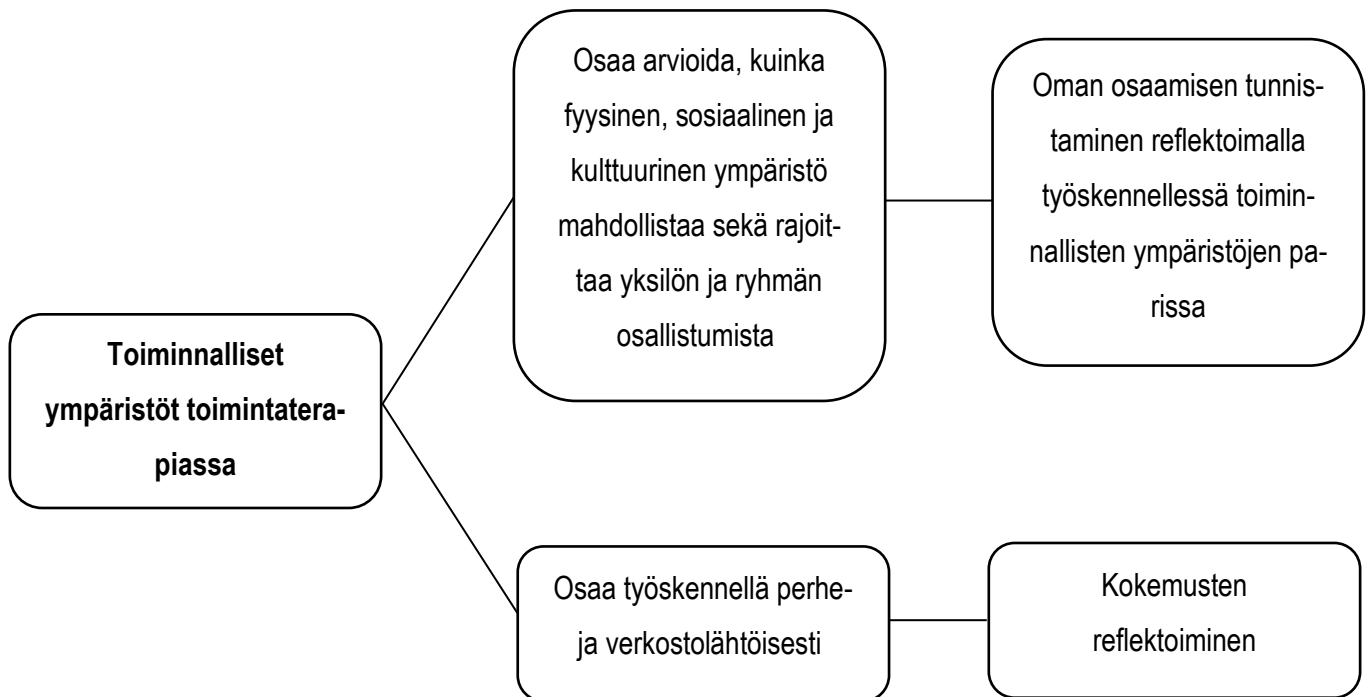 Osaa arvioida, kuinka
fyysinen, sosiaalinen ja
kulttuurinen ympäristö
mahdollistaa sekä rajoit-
taa yksilön ja ryhmän
osallistumista
Oman osaamisen tunnis-
taminen reflektoimalla
työskennellessä toimin-
nallisten ympäristöjen pa-
rissa
Toiminnalliset
ympäristöt toimintatera-
piassa
Osaa työskennellä perhe-
ja verkostolähtöisesti
Kokemusten
reflektoiminen